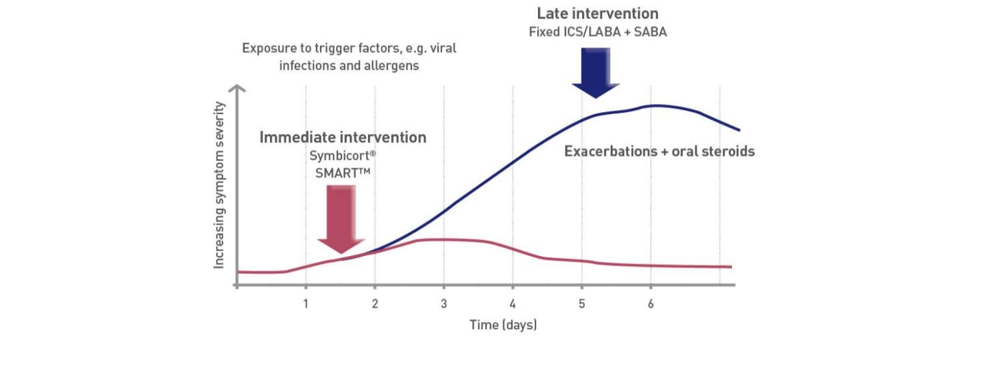 Late intervention
Fixed ICS/LABA + SABA
Exposure to trigger factors, e.g. viral
infections and allergens
Increasing symptom severity
Immediate intervention
Symbicort®
SMART™
Exacerbations + oral steroids
1 2 3 4 5 6
Time (days)